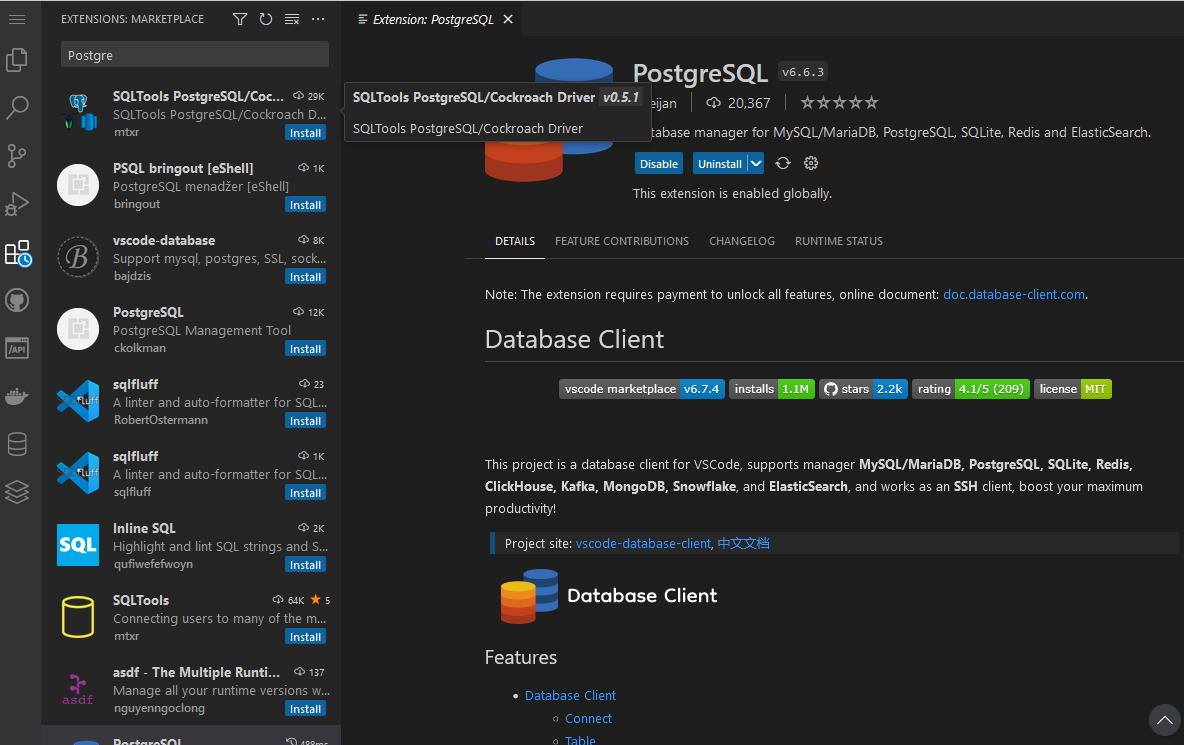 EXTENSIONS: MARKETPLACE
Postgre
SQLTools PostgreSQL/Coc... 29K
SQLTools PostgreSQL/Cockroach D...
mtxr Install
PSQL bringout [eShell] 1K
PostgreSQL menadžer [eShell]
bringout Install
vscode-database 8K
Support mysql, postgres, SSL, sock...
bajdzis Install
PostgreSQL 12K
PostgreSQL Management Tool
ckolkman Install
sqlfluff 23
A linter and auto-formatter for SQL...
RobertOstermann Install
sqlfluff 1K
A linter and auto-formatter for SQL...
sqlfluff Install
Inline SQL 2K
Highlight and lint SQL strings and S...
qufiwefefwoyn Install
SQLTools 64K ★ 5
Connecting users to many of the m...
mtxr Install
asdf - The Multiple Runti... 137
Manage all your runtime versions w...
nguyenngoclong Install
PostgreSQL 488ms
/API
B
fluff
fluff
SQL
asdf
Extension: PostgreSQL
PostgreSQL v6.6.3
SQLTools PostgreSQL/Cockroach Driver v0.5.1
SQLTools PostgreSQL/Cockroach Driver
eijan 20,367
tabase manager for MySQL/MariaDB, PostgreSQL, SQLite, Redis and ElasticSearch.
Disable Uninstall
This extension is enabled globally.
DETAILS FEATURE CONTRIBUTIONS CHANGELOG RUNTIME STATUS
Note: The extension requires payment to unlock all features, online document: doc.database-client.com.
Database Client
vscode marketplace v6.7.4 installs 1.1M stars 2.2k rating 4.1/5 (209) license MIT
This project is a database client for VSCode, supports manager MySQL/MariaDB, PostgreSQL, SQLite, Redis,
ClickHouse, Kafka, MongoDB, Snowflake, and ElasticSearch, and works as an SSH client, boost your maximum
productivity!
Project site: vscode-database-client, 中文文档
Database Client
Features
• Database Client
○ Connect
○ Table